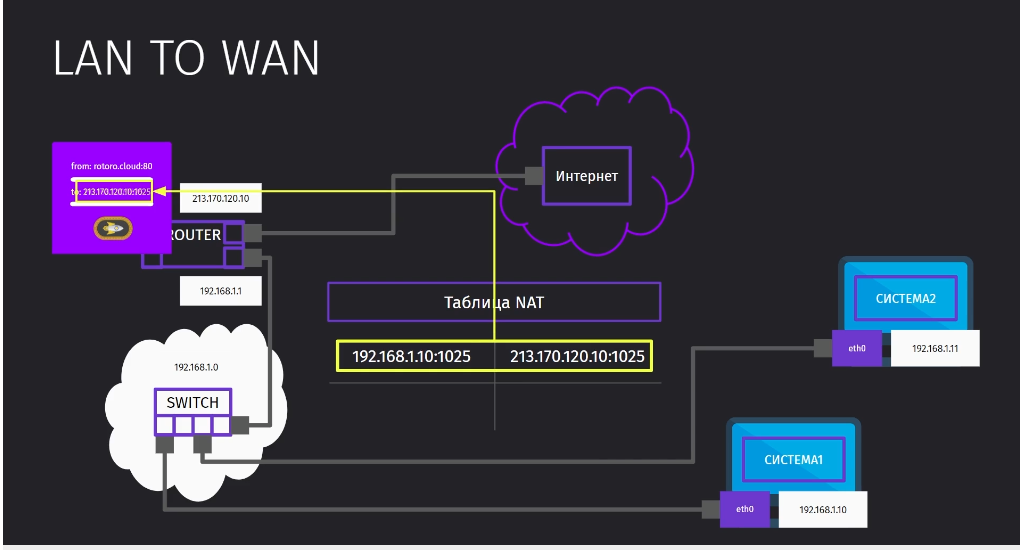 LAN TO WAN
from: rotoro.cloud:80
to: 213.170.120.10:1025
213.170.120.10
ROUTER
192.168.1.1
Интернет
Таблица NAT
192.168.1.10:1025 213.170.120.10:1025
192.168.1.0
SWITCH
СИСТЕМА2
eth0
192.168.1.11
СИСТЕМА1
eth0
192.168.1.10